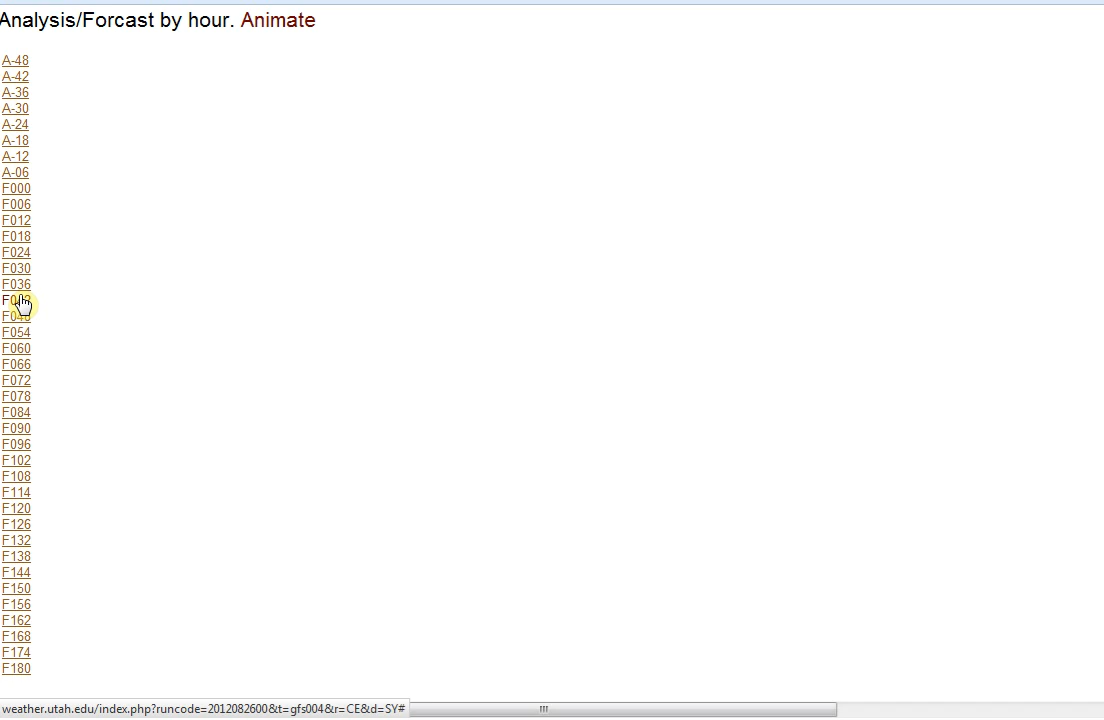 Analysis/Forcast by hour. Animate
A-48
A-42
A-36
A-30
A-24
A-18
A-12
A-06
F000
F006
F012
F018
F024
F030
F036
F054
F060
F066
F072
F078
F084
F090
F096
F102
F108
F114
F120
F126
F132
F138
F144
F150
F156
F162
F168
F174
F180
weather.utah.edu/index.php?runcode=2012082600&t=gfs004&r=CE&d=SY#